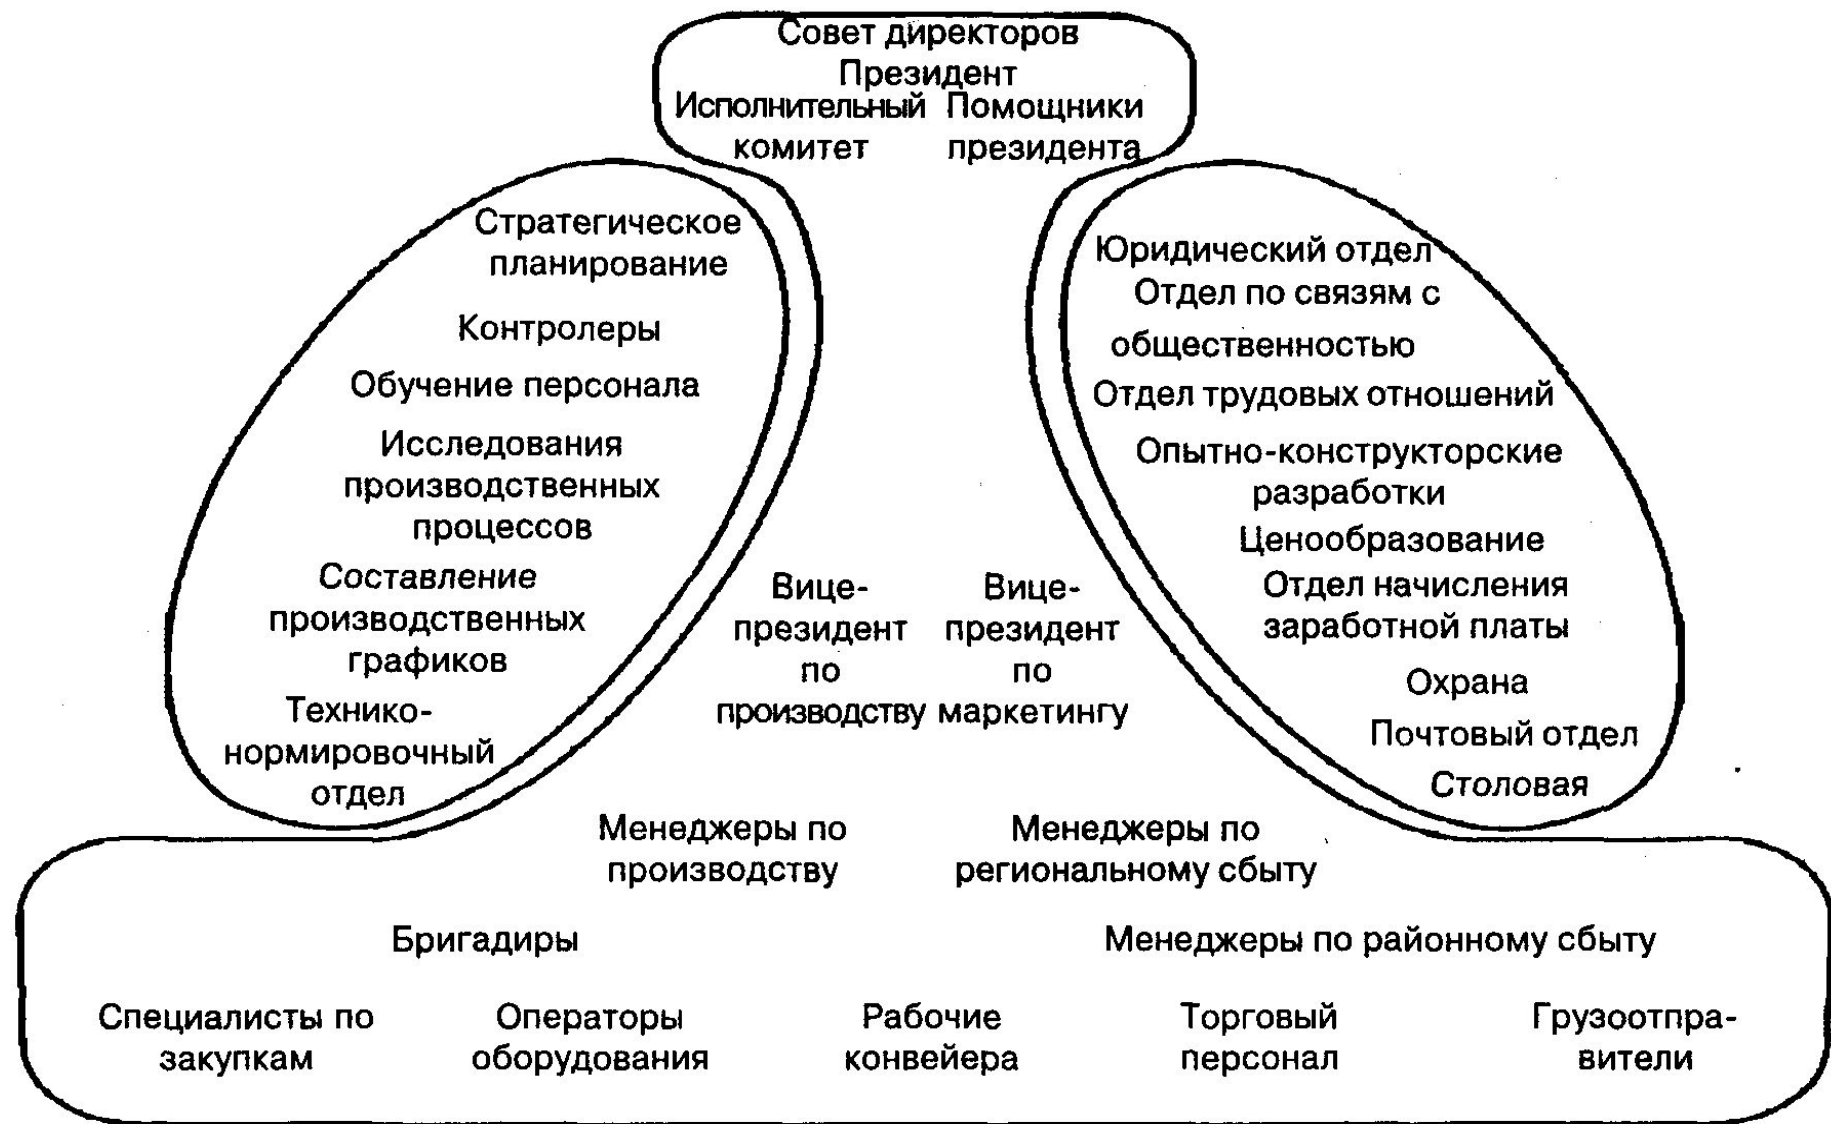 Совет директоров
Президент
Исполнительный
комитет
Помощники
президента
Стратегическое
планирование
Контролеры
Обучение персонала
Исследования
производственных
процессов
Составление
производственных
графиков
Технико-
нормировочный
отдел
Юридический отдел
Отдел по связям с
общественностью
Отдел трудовых отношений
Опытно-конструкторские
разработки
Ценообразование
Отдел начисления
заработной платы
Охрана
Почтовый отдел
Столовая
Вице-
президент
по
производству
Вице-
президент
по
маркетингу
Менеджеры по
производству
Менеджеры по
региональному сбыту
Бригадиры
Менеджеры по районному сбыту
Специалисты по
закупкам
Операторы
оборудования
Рабочие
конвейера
Торговый
персонал
Грузоотпра-
вители